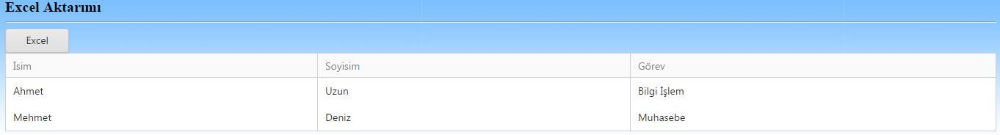 Excel Aktarımı
Excel
İsim Soyisim Görev
Ahmet Uzun Bilgi İşlem
Mehmet Deniz Muhasebe